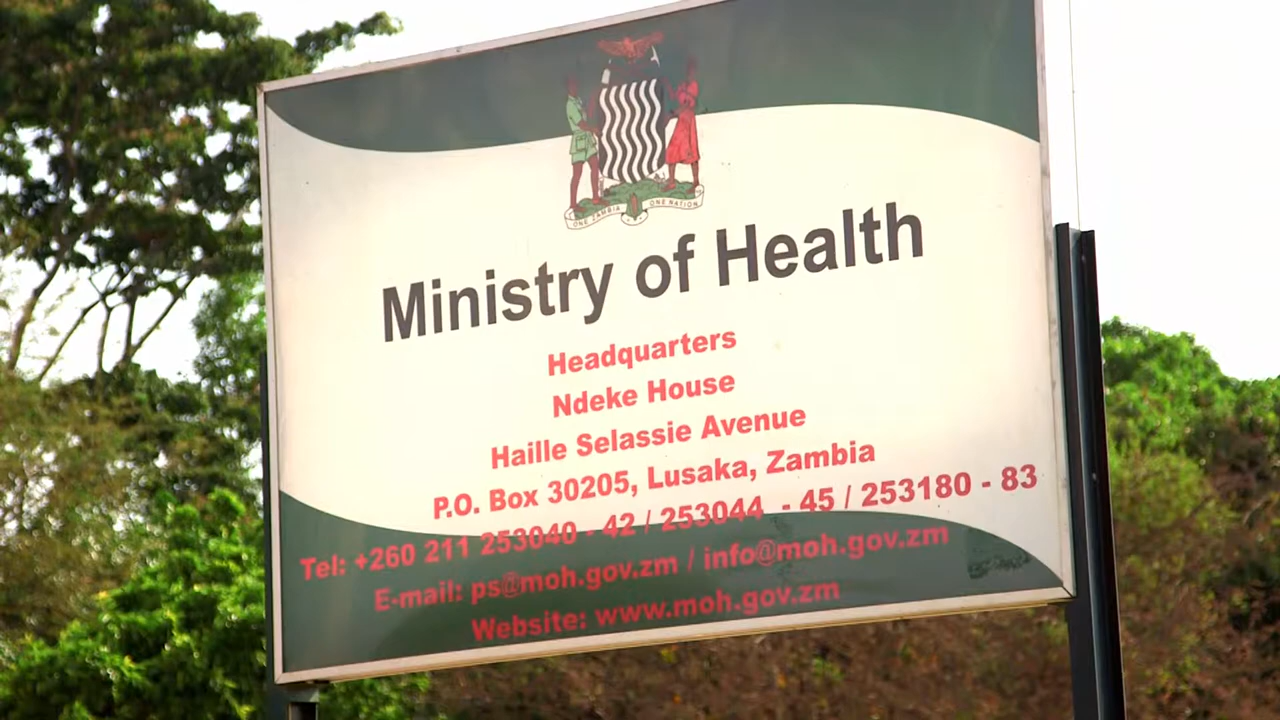 ONE ZAMBIA ONE NATION
Ministry of Health
Headquarters
Ndeke House
Haille Selassie Avenue
P.O. Box 30205, Lusaka, Zambia
Tel: +260 211 253040 - 42 / 253044 - 45 / 253180 - 83
E-mail: ps@moh.gov.zm / info@moh.gov.zm
Website: www.moh.gov.zm